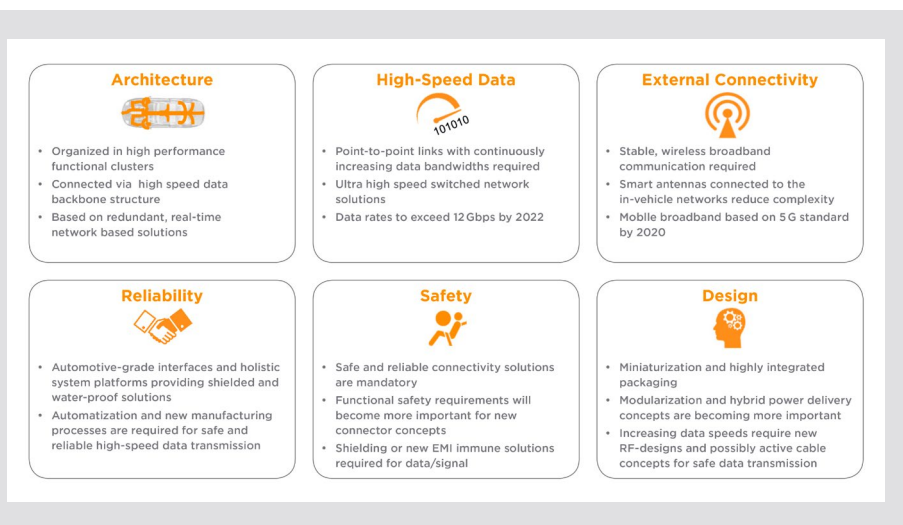 Architecture
• Organized in high performance
functional clusters
• Connected via high speed data
backbone structure
• Based on redundant, real-time
network based solutions
High-Speed Data
101010
• Point-to-point links with continuously
increasing data bandwidths required
• Ultra high speed switched network
solutions
• Data rates to exceed 12 Gbps by 2022
External Connectivity
• Stable, wireless broadband
communication required
• Smart antennas connected to the
in-vehicle networks reduce complexity
• Mobile broadband based on 5 G standard
by 2020
Reliability
• Automotive-grade interfaces and holistic
system platforms providing shielded and
water-proof solutions
• Automatization and new manufacturing
processes are required for safe and
reliable high-speed data transmission
Safety
• Safe and reliable connectivity solutions
are mandatory
• Functional safety requirements will
become more important for new
connector concepts
• Shielding or new EMI immune solutions
required for data/signal
Design
• Miniaturization and highly integrated
packaging
• Modularization and hybrid power delivery
concepts are becoming more important
• Increasing data speeds require new
RF-designs and possibly active cable
concepts for safe data transmission